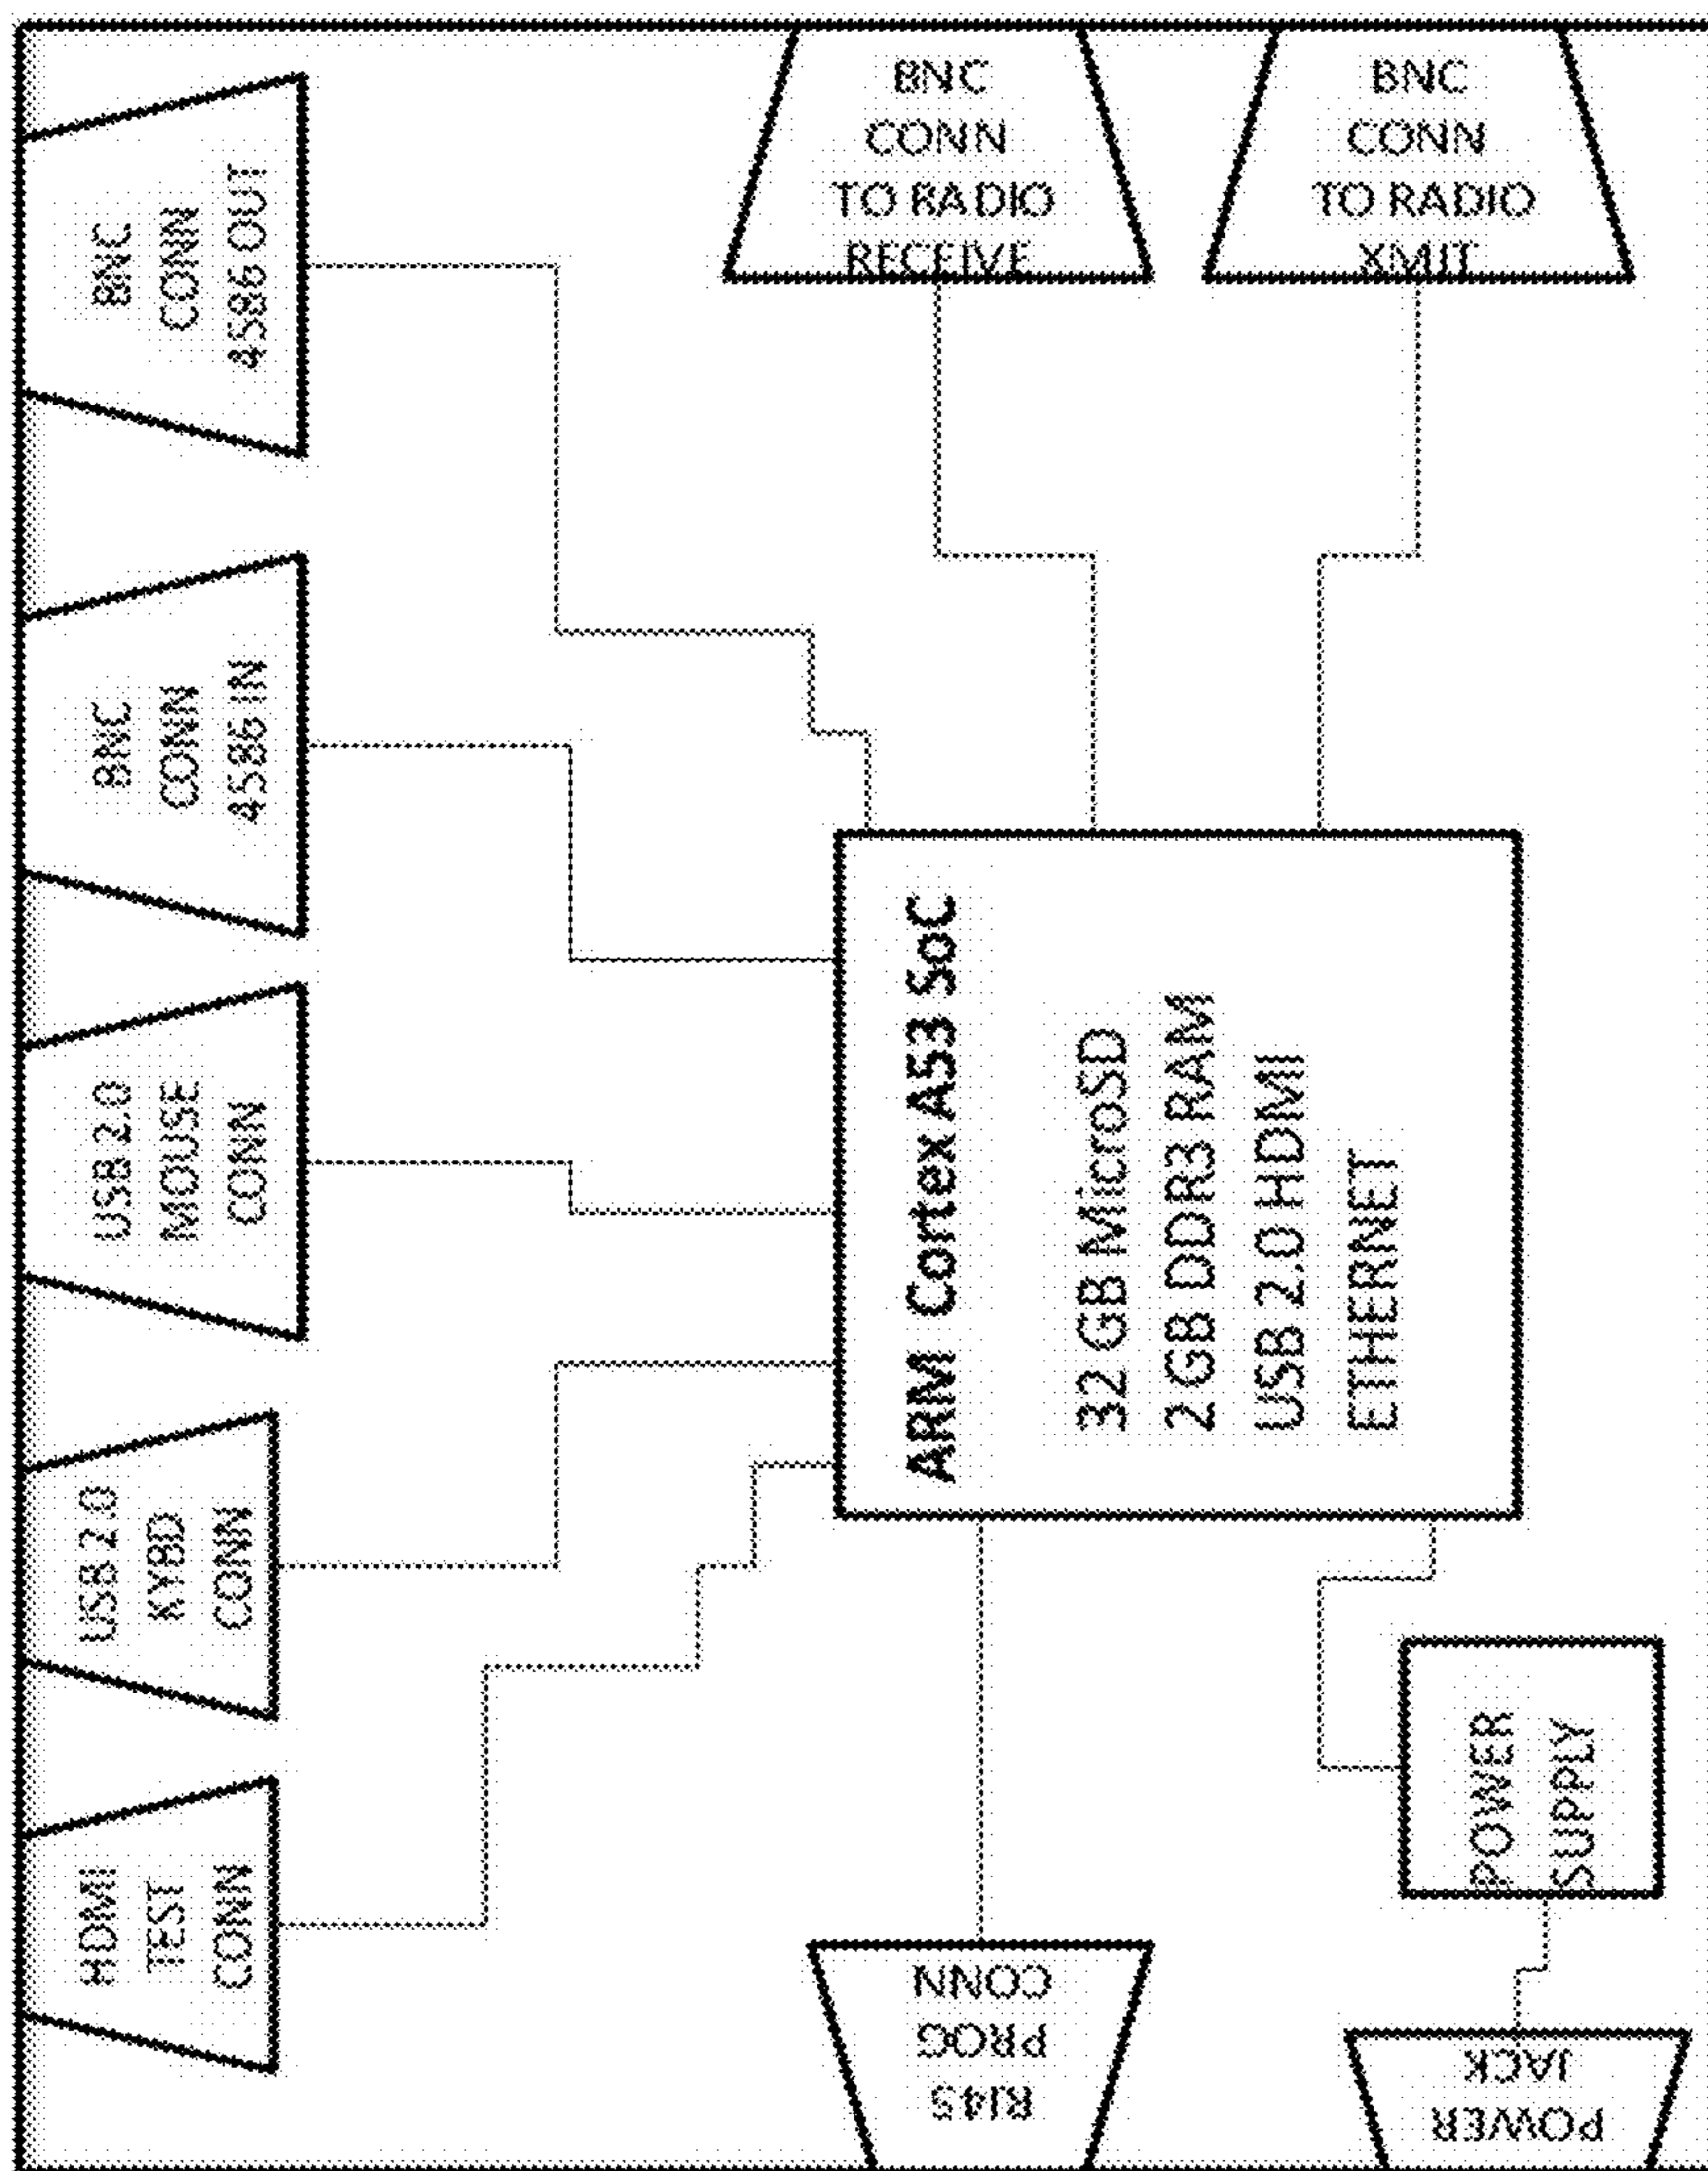 HDMI
TEST
CONN
USB 2.0
KYBD
CONN
USB 2.0
MOUSE
CONN
BNC
CONN
4586 IN
BNC
CONN
4586 OUT
BNC
CONN
TO RADIO
RECEIVE
BNC
CONN
TO RADIO
XMIT
ARM Cortex A53 SoC
32 GB MicroSD
2 GB DDR3 RAM
USB 2.0 HDMI
ETHERNET
RJ45
PROG
CONN
POWER
SUPPLY
POWER
JACK